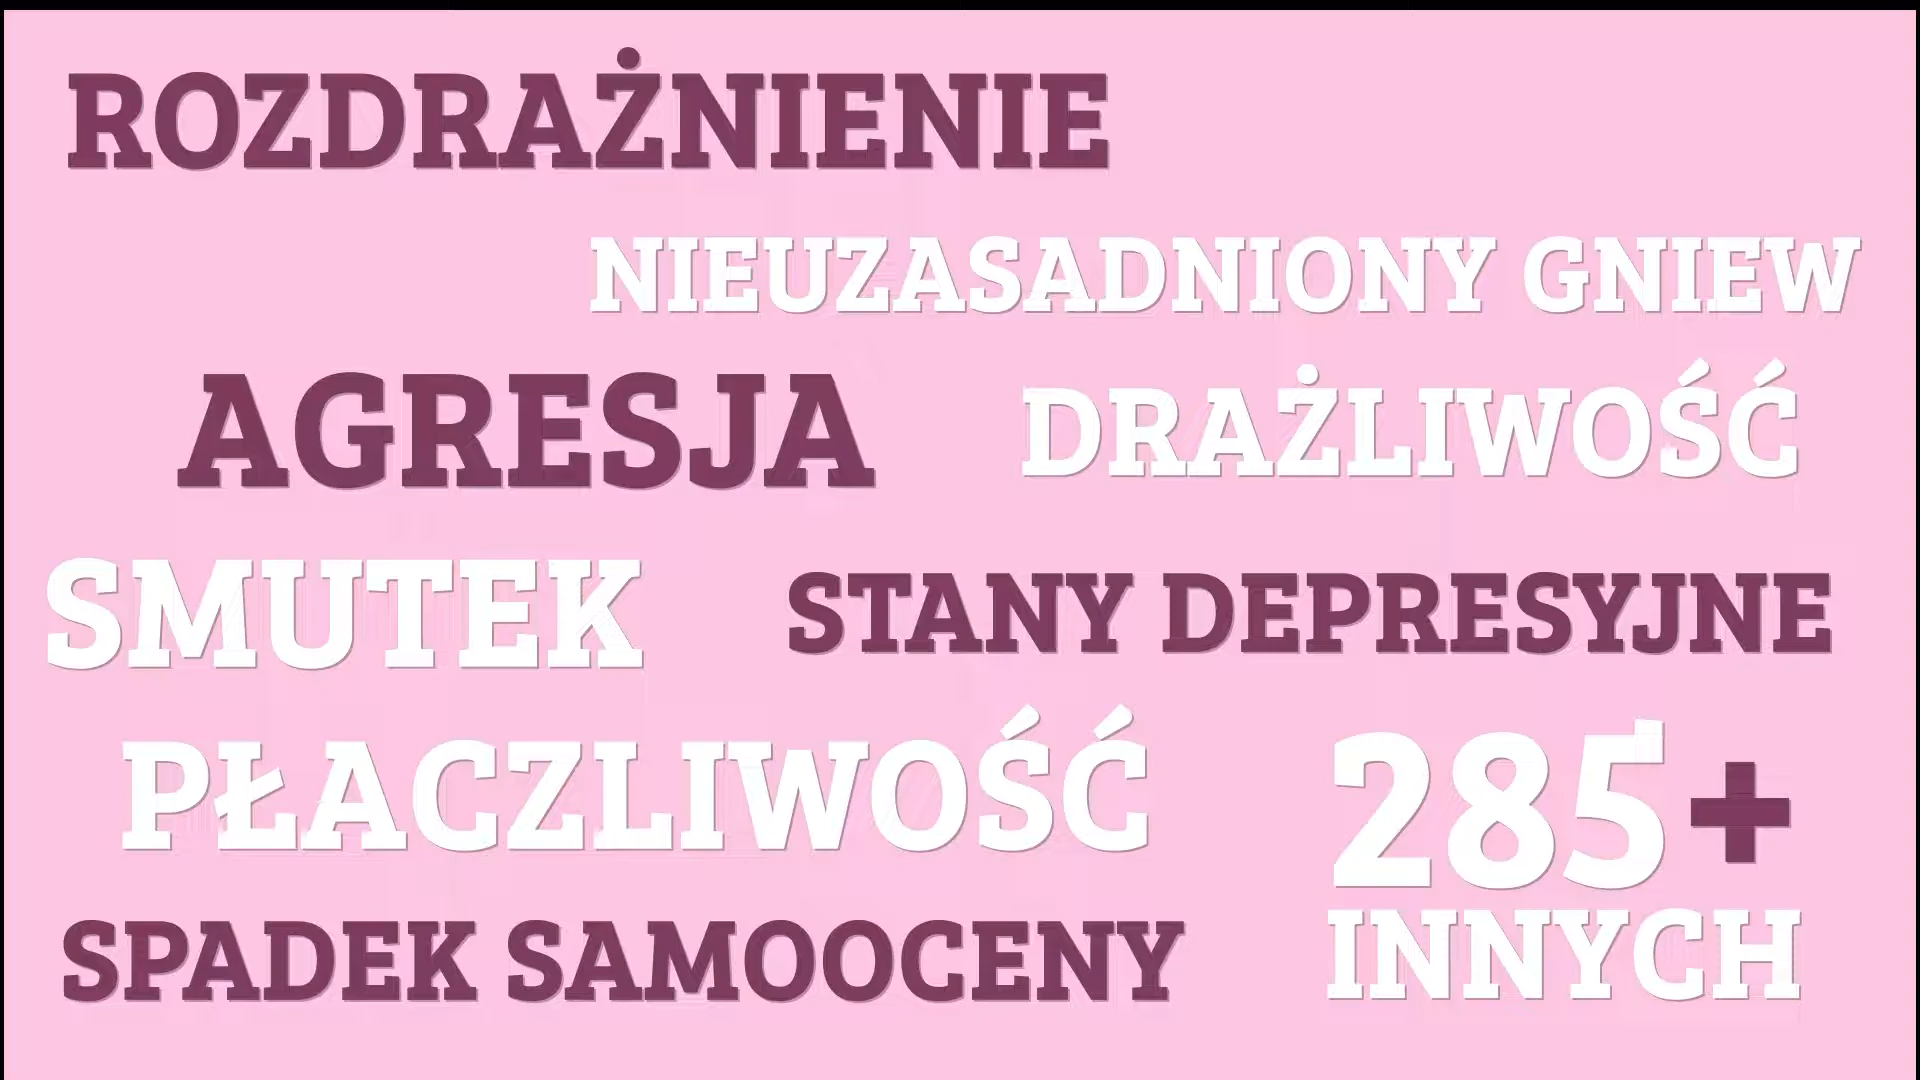 ROZDRAŻNIENIE
NIEUZASADNIONY GNIEW
AGRESJA
DRAŻLIWOŚĆ
SMUTEK
STANY DEPRESYJNE
PŁACZLIWOŚĆ
285+
INNYCH
SPADEK SAMOOCENY